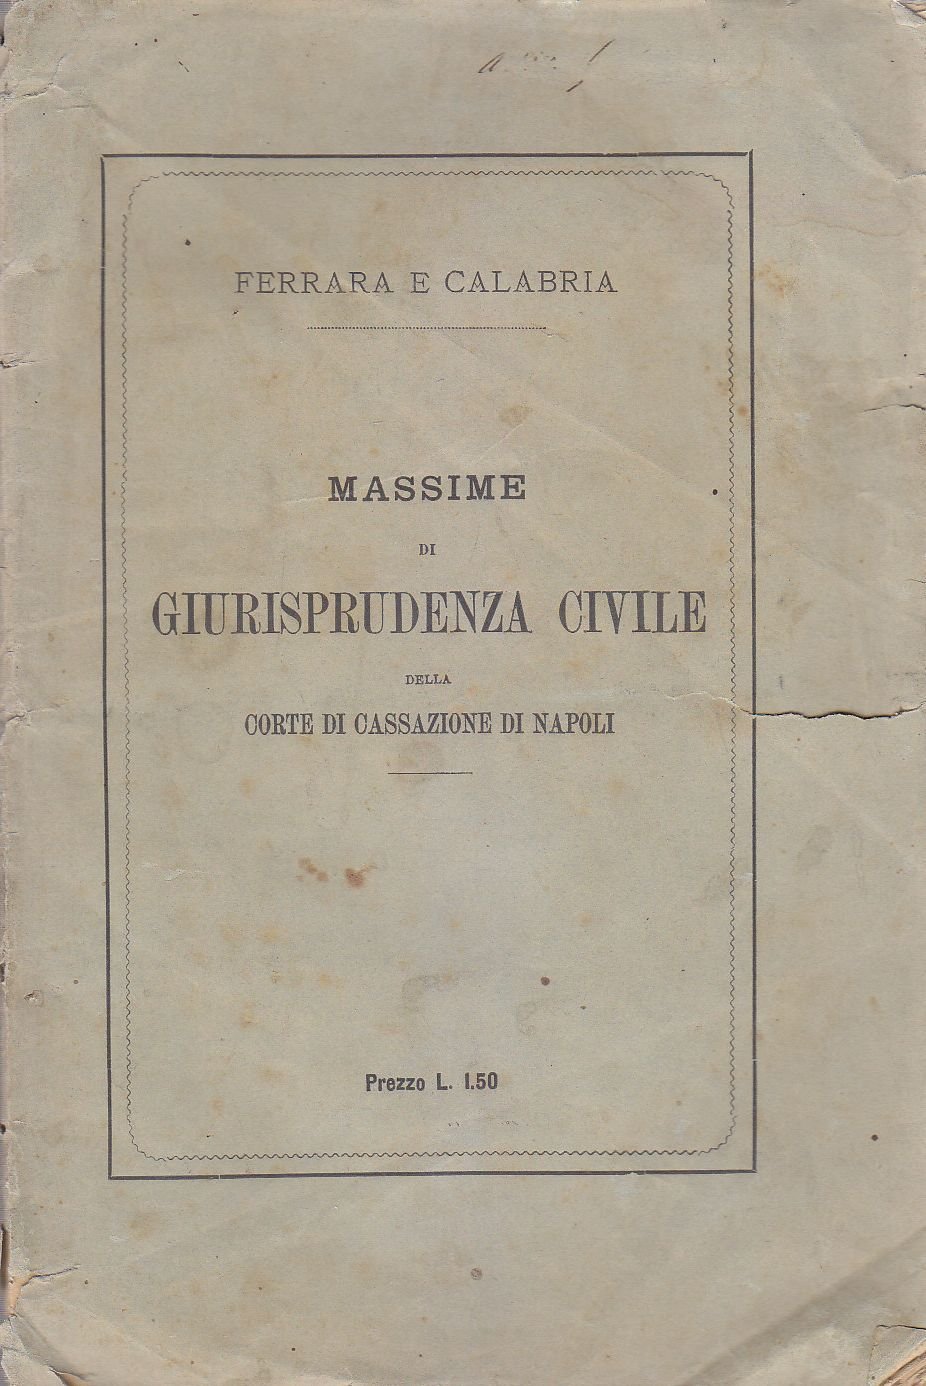 FERRARA E CALABRIA
MASSIME
DI
GIURISPRUDENZA CIVILE
DELLA
CORTE DI CASSAZIONE DI NAPOLI
Prezzo L. 1.50